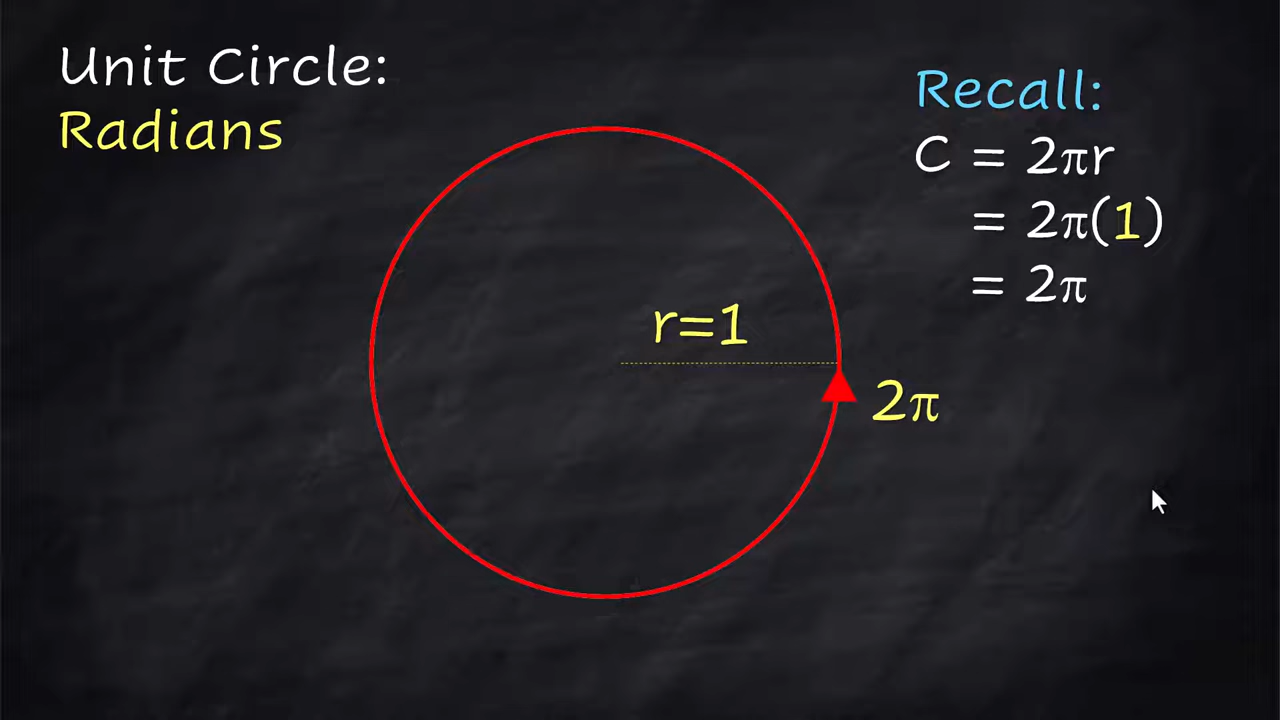 Unit Circle:
Radians
Recall:
C = 2πr
= 2π(1)
= 2π
r=1
2π